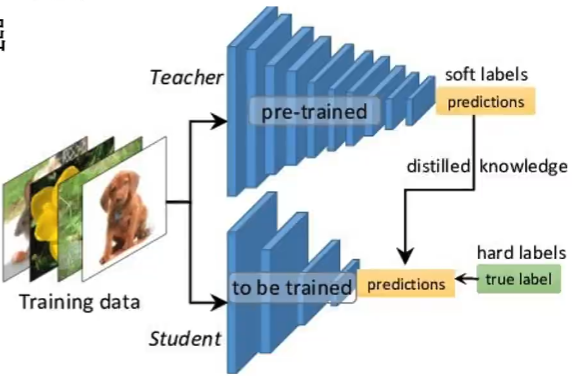 Teacher
soft labels
pre-trained
predictions
distilled knowledge
hard labels
to be trained
predictions
true label
Training data
Student